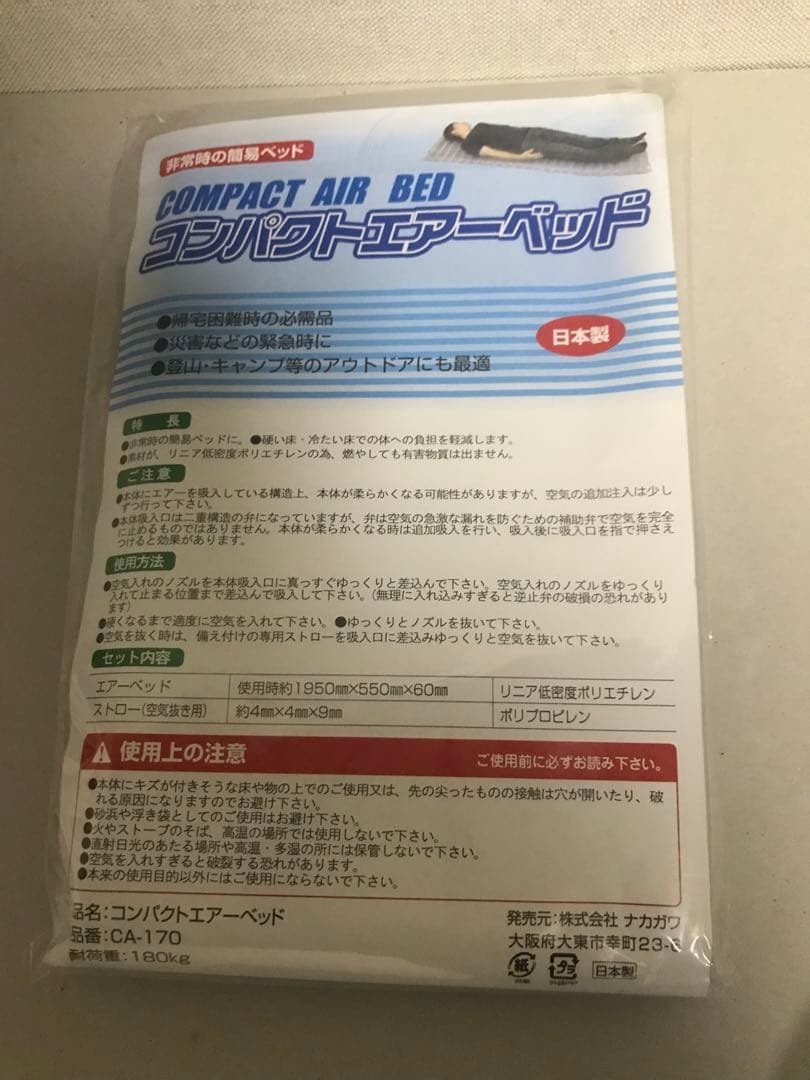 非常時の簡易ベッド
COMPACT AIR BED
コンパクトエアーベッド
●帰宅困難時の必需品
●災害などの緊急時に
●登山・キャンプ等のアウトドアにも最適
日本製
特 長
●非常時の簡易ベッドに。●硬い床・冷たい床での体への負担を軽減します。
●素材が、リニア低密度ポリエチレンの為、燃やしても有害物質は出ません。
ご注意
●本体にエアーを吸入している構造上、本体が柔らかくなる可能性がありますが、空気の追加注入は少し
ずつ行って下さい。
●本体吸入口は二重構造の弁になっていますが、弁は空気の急激な漏れを防ぐための補助弁で空気を完全
に止めるものではありません。本体が柔らかくなる時は追加吸入を行い、吸入後に吸入口を指で押さえ
つけると効果があります。
使用方法
●空気入れのノズルを本体吸入口に真っすぐゆっくりと差込んで下さい。空気入れのノズルをゆっくり
入れて止まる位置まで差込んで吸入して下さい。(無理に入れ込みすぎると逆止弁の破損の恐れがあり
ます)
●硬くなるまで適度に空気を入れて下さい。●ゆっくりとノズルを抜いて下さい。
●空気を抜く時は、備え付けの専用ストローを吸入口に差込みゆっくりと空気を抜いて下さい。
セット内容
エアーベッド 使用時約1950㎜×550㎜×60㎜ リニア低密度ポリエチレン
ストロー(空気抜き用) 約4㎜×4㎜×9㎜ ポリプロピレン
使用上の注意 ご使用前に必ずお読み下さい。
●本体にキズが付きそうな床や物の上でのご使用又は、先の尖ったものの接触は穴が開いたり、破
れる原因になりますのでお避け下さい。
●砂浜や浮き袋としてのご使用はお避け下さい。
●火やストーブのそば、高温の場所では使用しないで下さい。
●直射日光のあたる場所や高温・多湿の所には保管しないで下さい。
●空気を入れすぎると破裂する恐れがあります。
●本来の使用目的以外にはご使用にならないで下さい。
品名:コンパクトエアーベッド
品番:CA-170
耐荷重:180kg
発売元:株式会社 ナカガワ
大阪府大東市幸町23-6
紙 プラ 日本製